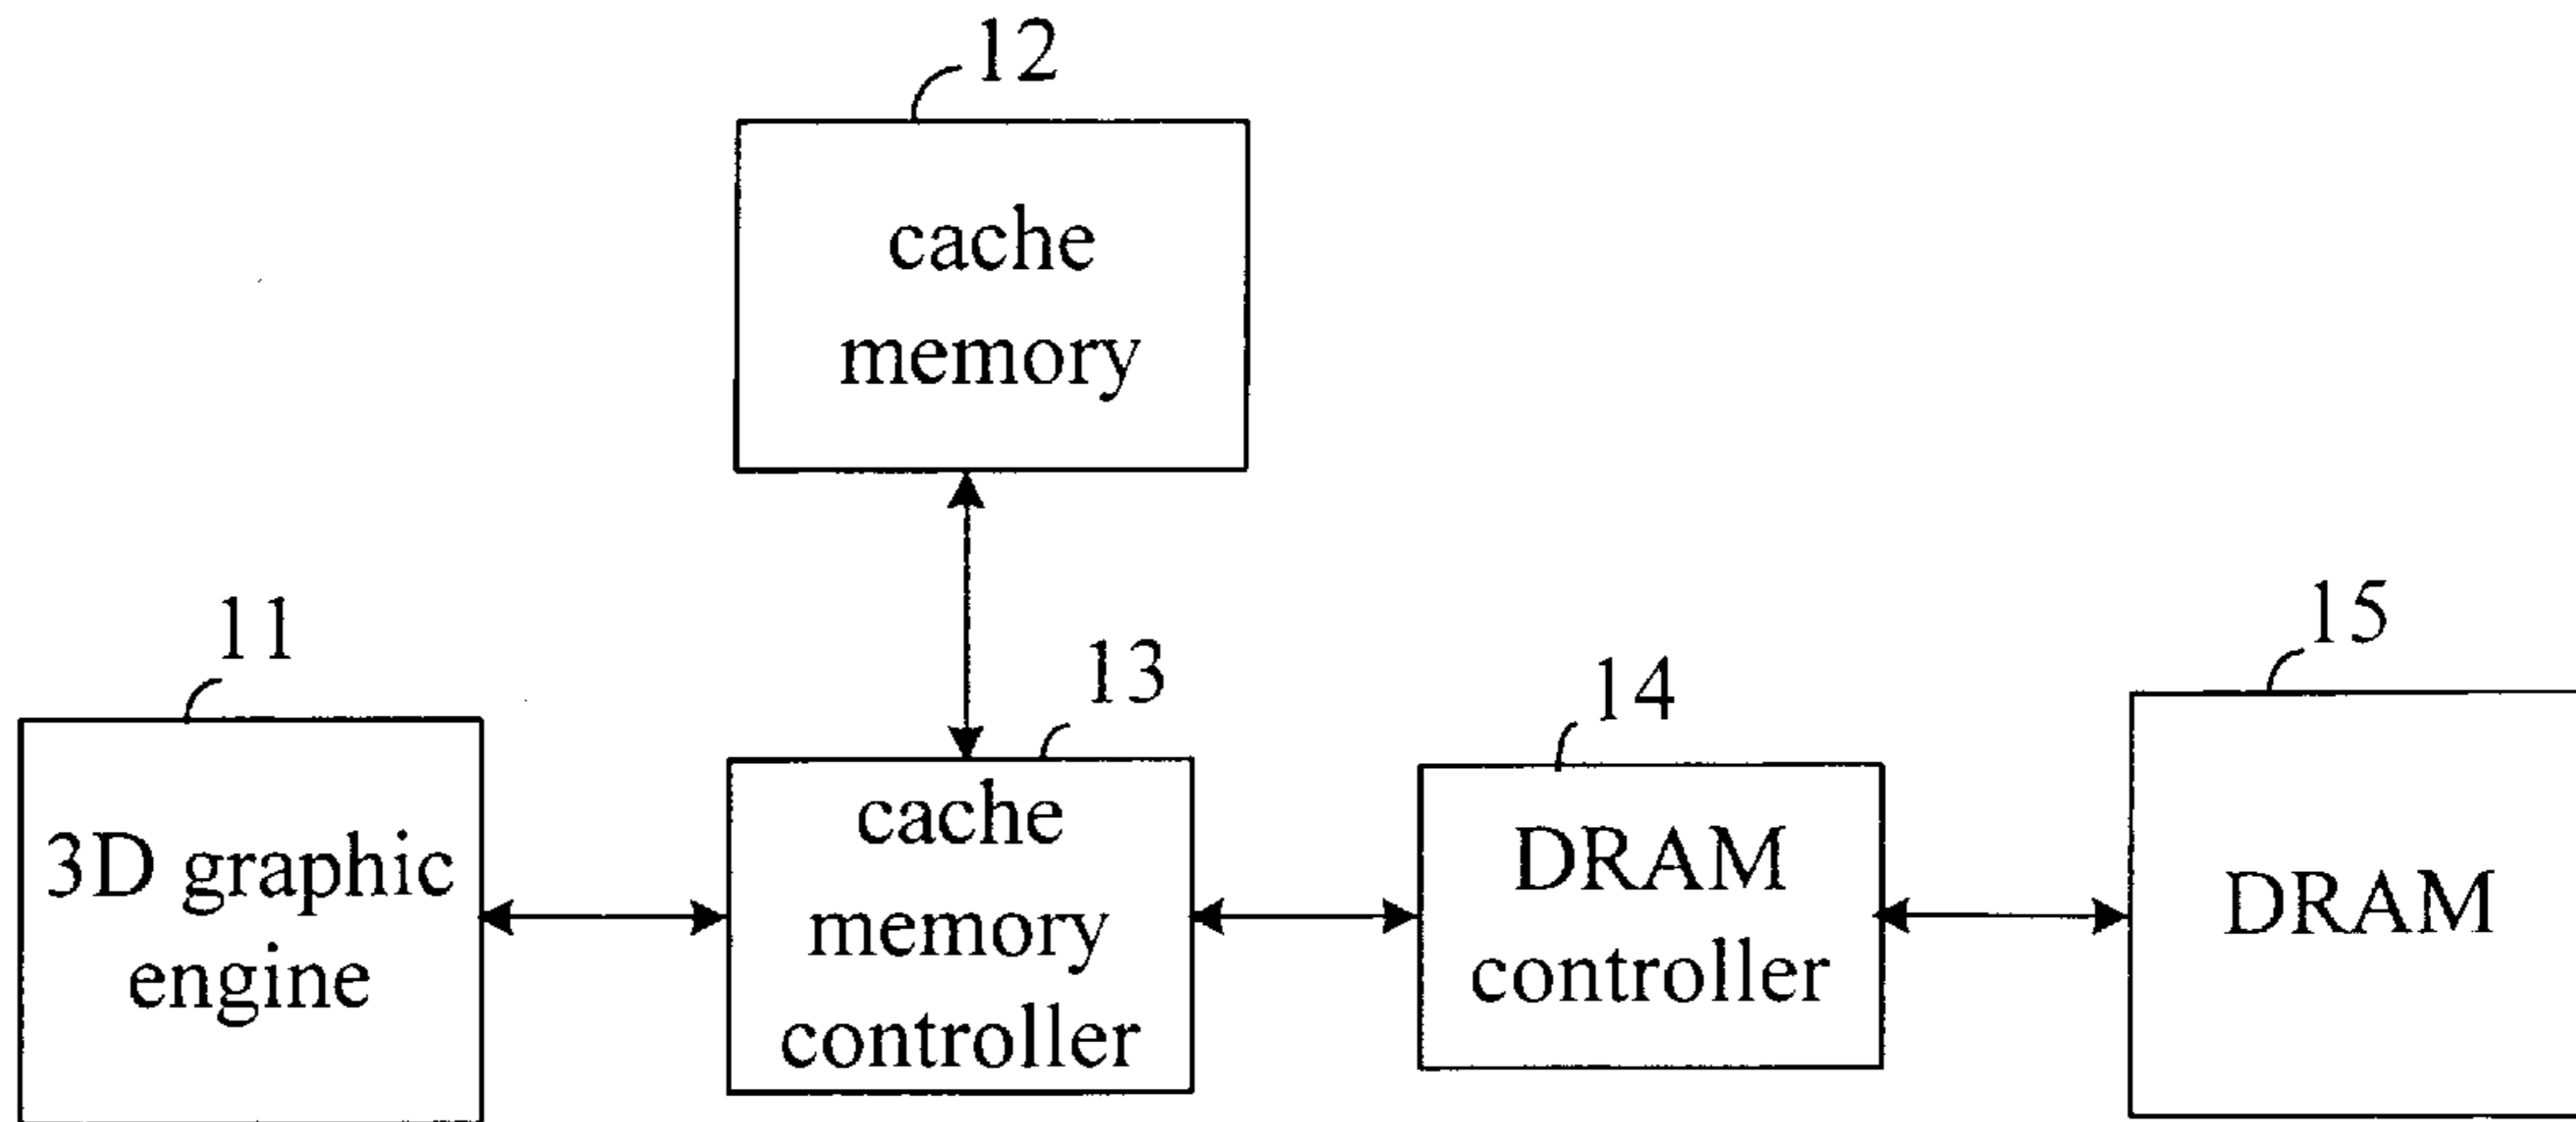 12
cache
memory
11
3D graphic
engine
13
cache
memory
controller
14
DRAM
controller
15
DRAM